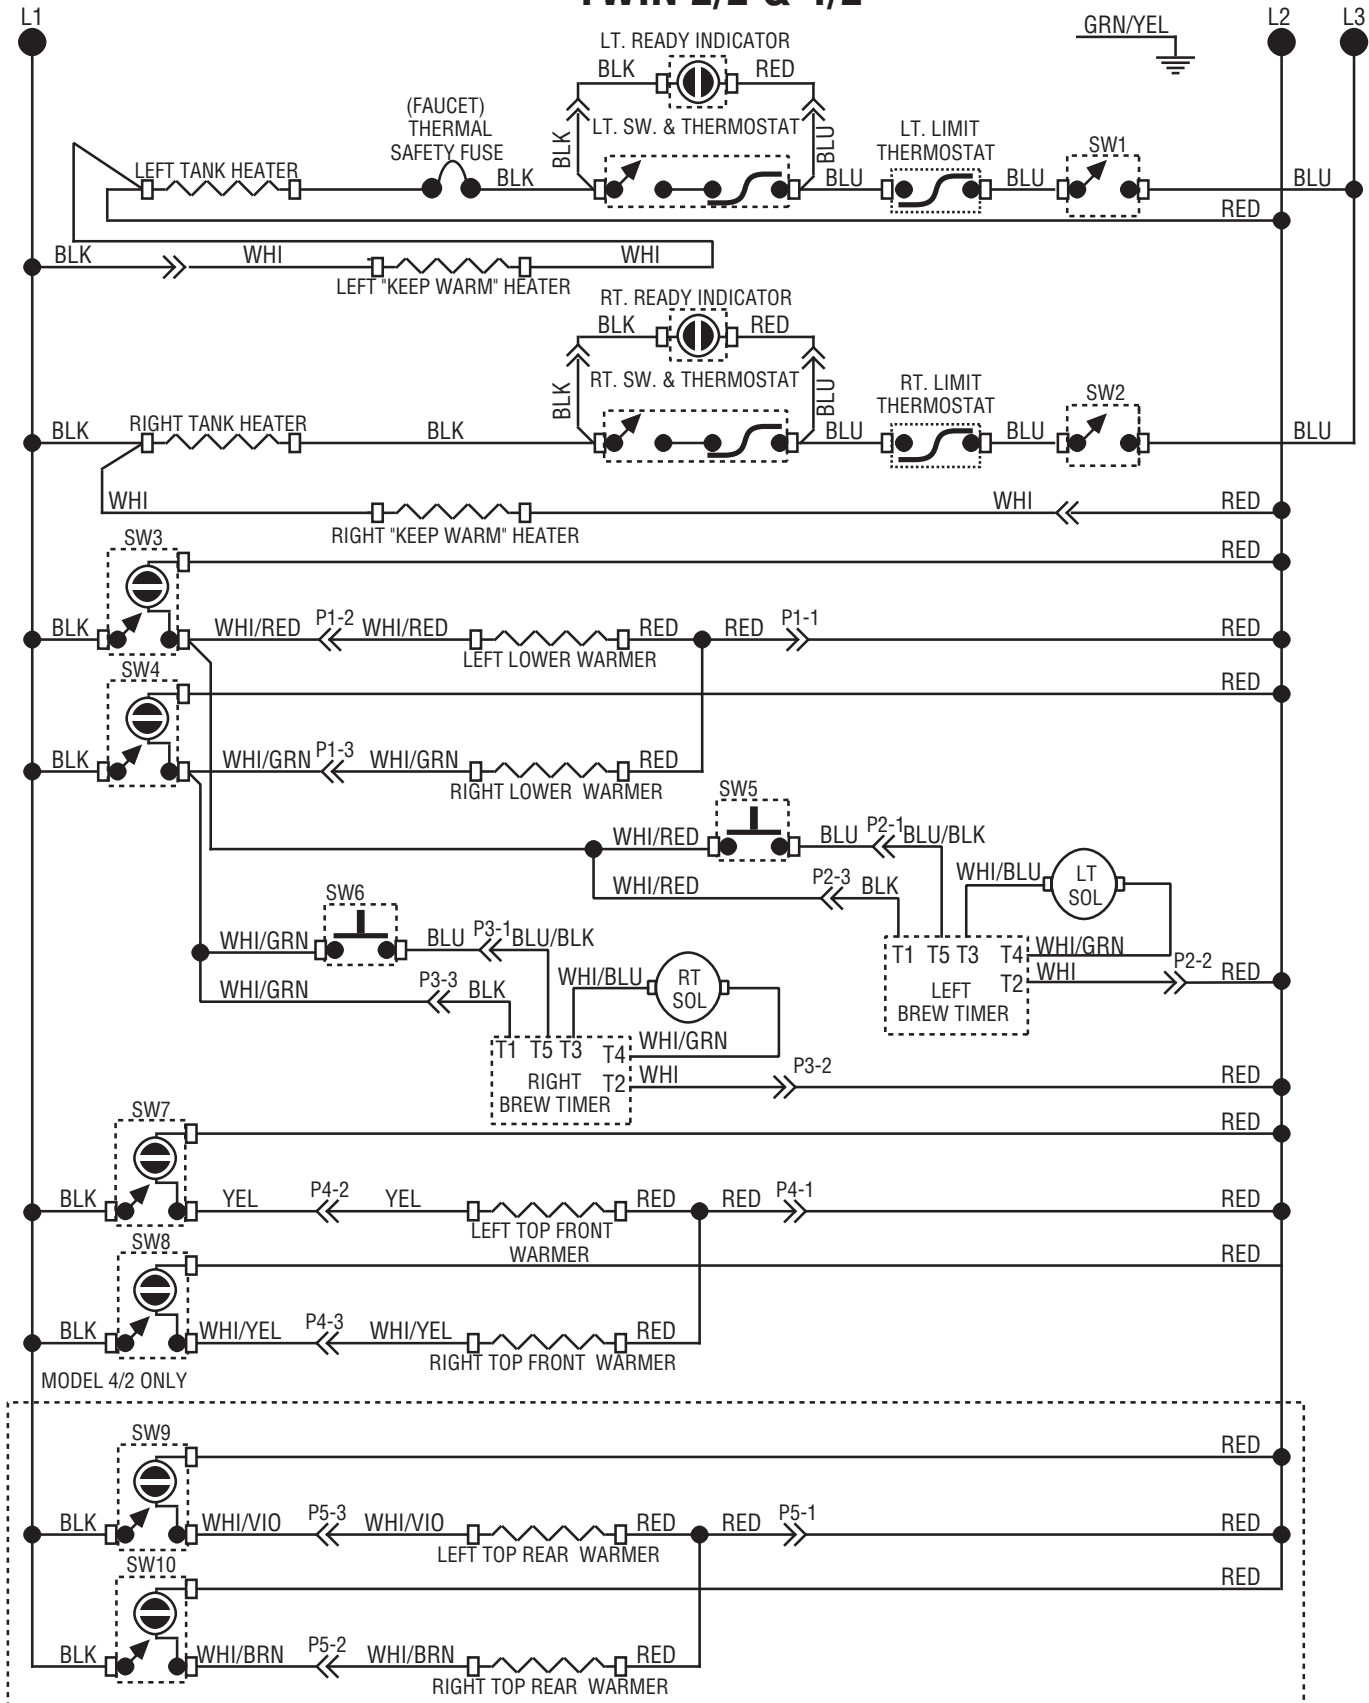 TWIN 2/2 & 4/2
L1
GRN/YEL
L2
L3
LT. READY INDICATOR
BLK
RED
(FAUCET)
THERMAL
SAFETY FUSE
BLK
LT. SW. & THERMOSTAT
BLU
LT. LIMIT
THERMOSTAT
SW1
LEFT TANK HEATER
BLK
BLU
BLU
BLU
RED
BLK
WHI
WHI
LEFT "KEEP WARM" HEATER
RT. READY INDICATOR
BLK
RED
BLK
RT. SW. & THERMOSTAT
BLU
RT. LIMIT
THERMOSTAT
SW2
BLK
RIGHT TANK HEATER
BLK
BLU
BLU
BLU
WHI
WHI
RED
RIGHT "KEEP WARM" HEATER
SW3
RED
BLK
WHI/RED
P1-2
WHI/RED
RED
RED
P1-1
RED
LEFT LOWER WARMER
SW4
RED
BLK
WHI/GRN
P1-3
WHI/GRN
RED
RIGHT LOWER WARMER
SW5
WHI/RED
BLU
P2-1
BLU/BLK
WHI/RED
P2-3
BLK
WHI/BLU
LT
SOL
SW6
WHI/GRN
BLU
P3-1
BLU/BLK
T1 T5 T3 T4
WHI/GRN
T2
WHI
P2-2
RED
LEFT
BREW TIMER
WHI/GRN
P3-3
BLK
WHI/BLU
RT
SOL
T1 T5 T3 T4
WHI/GRN
RIGHT
BREW TIMER
T2
WHI
P3-2
RED
SW7
RED
BLK
YEL
P4-2
YEL
RED
RED
P4-1
RED
LEFT TOP FRONT
WARMER
SW8
RED
BLK
WHI/YEL
P4-3
WHI/YEL
RED
RIGHT TOP FRONT WARMER
MODEL 4/2 ONLY
SW9
RED
BLK
WHI/VIO
P5-3
WHI/VIO
RED
RED
P5-1
RED
LEFT TOP REAR WARMER
SW10
RED
BLK
WHI/BRN
P5-2
WHI/BRN
RED
RIGHT TOP REAR WARMER